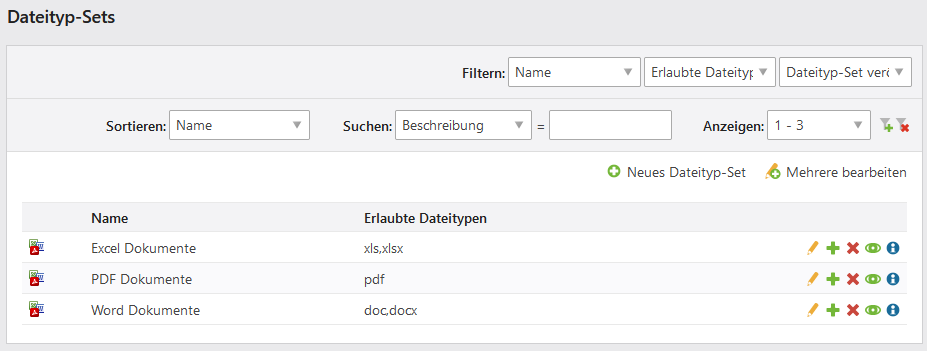 Dateityp-Sets
Filtern: Name Erlaubte Dateityp Dateityp-Set verö
Sortieren: Name Suchen: Beschreibung = Anzeigen: 1 - 3
Neues Dateityp-Set Mehrere bearbeiten
Name Erlaubte Dateitypen
Excel Dokumente xls,xlsx
PDF Dokumente pdf
Word Dokumente doc,docx